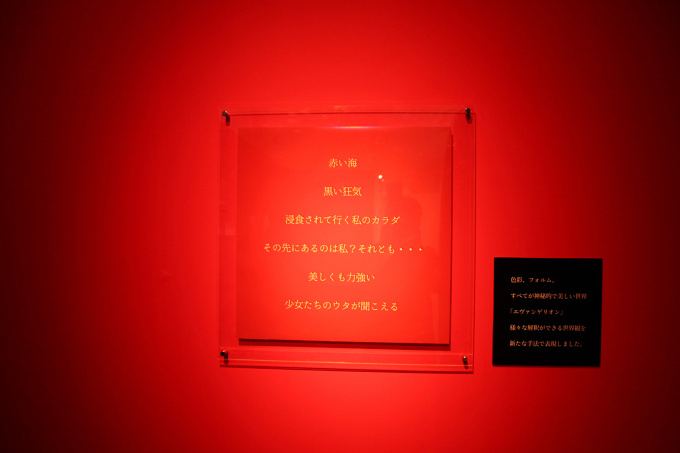 赤い海
黒い狂気
浸食されて行く私のカラダ
その先にあるのは私?それとも・・・
美しくも力強い
少女たちのウタが聞こえる
色彩、フォルム。
すべてが神秘的で美しい世界
「エヴァンゲリオン」
様々な解釈ができる世界観を
新たな手法で表現しました。